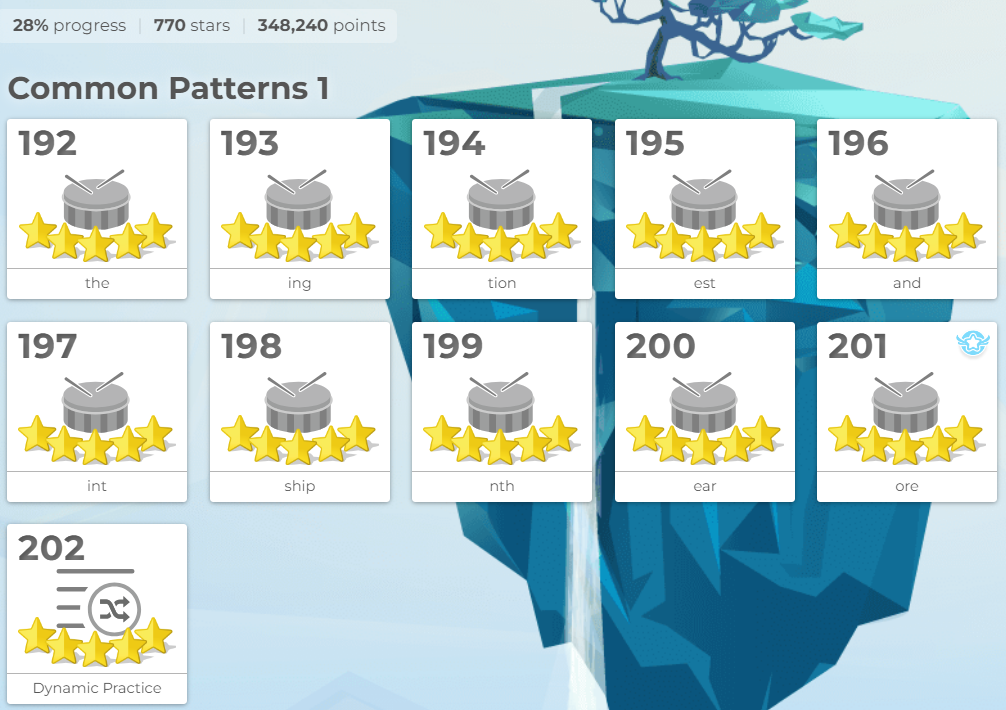 28% progress 770 stars 348,240 points
Common Patterns 1
192 193 194 195 196
the ing tion est and
197 198 199 200 201
int ship nth ear ore
202
Dynamic Practice